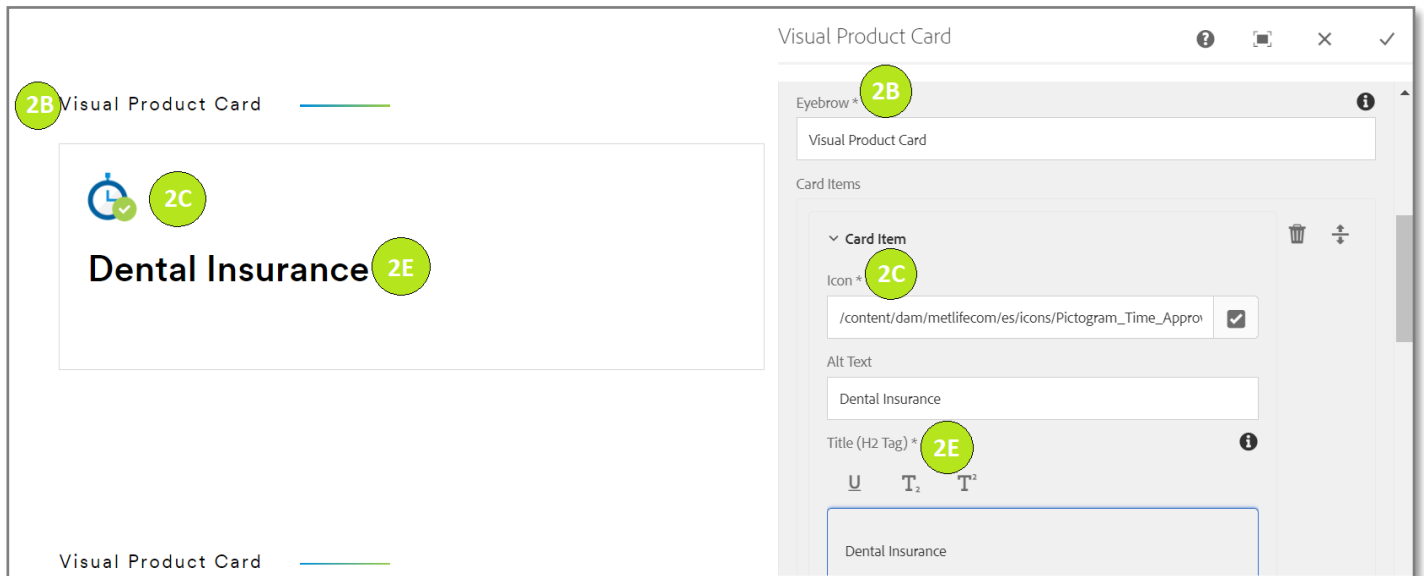 Visual Product Card
2B Visual Product Card
2C
Dental Insurance 2E
Visual Product Card
Eyebrow * 2B
Visual Product Card
Card Items
Card Item
Icon * 2C
/content/dam/metlifecom/es/icons/Pictogram_Time_Approv
Alt Text
Dental Insurance
Title (H2 Tag) * 2E
U T₂ T²
Dental Insurance